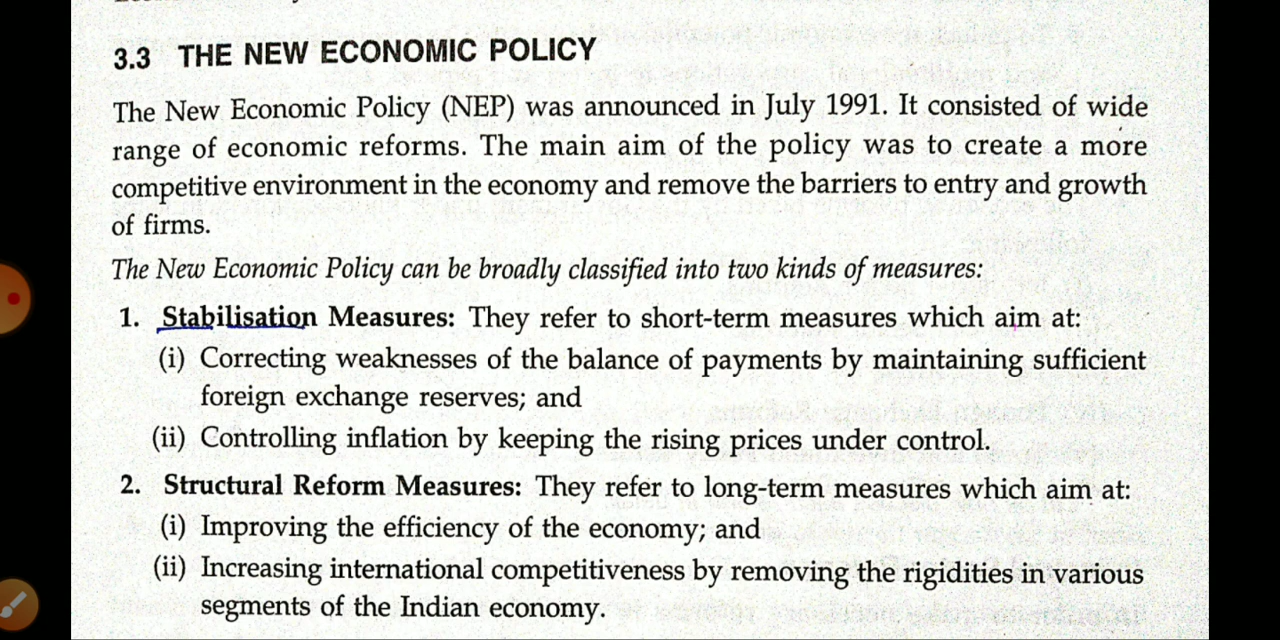 3.3 THE NEW ECONOMIC POLICY
The New Economic Policy (NEP) was announced in July 1991. It consisted of wide
range of economic reforms. The main aim of the policy was to create a more
competitive environment in the economy and remove the barriers to entry and growth
of firms.
The New Economic Policy can be broadly classified into two kinds of measures:
1. Stabilisation Measures: They refer to short-term measures which aim at:
(i) Correcting weaknesses of the balance of payments by maintaining sufficient
foreign exchange reserves; and
(ii) Controlling inflation by keeping the rising prices under control.
2. Structural Reform Measures: They refer to long-term measures which aim at:
(i) Improving the efficiency of the economy; and
(ii) Increasing international competitiveness by removing the rigidities in various
segments of the Indian economy.